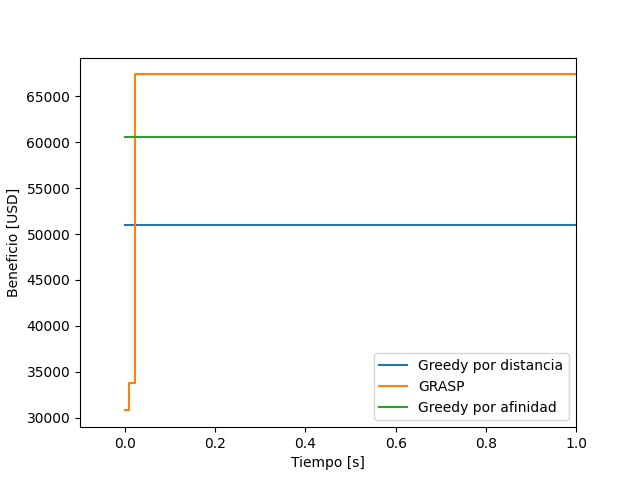 Beneficio [USD]
65000
60000
55000
50000
45000
40000
35000
30000
0.0 0.2 0.4 0.6 0.8 1.0
Tiempo [s]
Greedy por distancia
GRASP
Greedy por afinidad